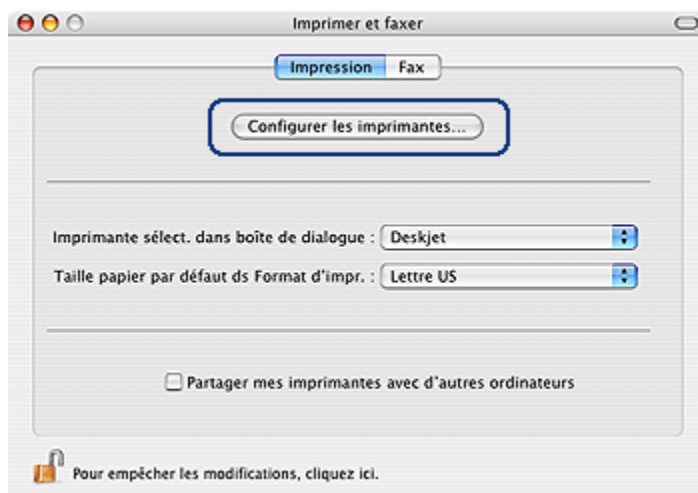 Imprimer et faxer
Impression Fax
Configurer les imprimantes...
Imprimante sélect. dans boîte de dialogue : Deskjet
Taille papier par défaut ds Format d'impr. : Lettre US
Partager mes imprimantes avec d'autres ordinateurs
Pour empêcher les modifications, cliquez ici.